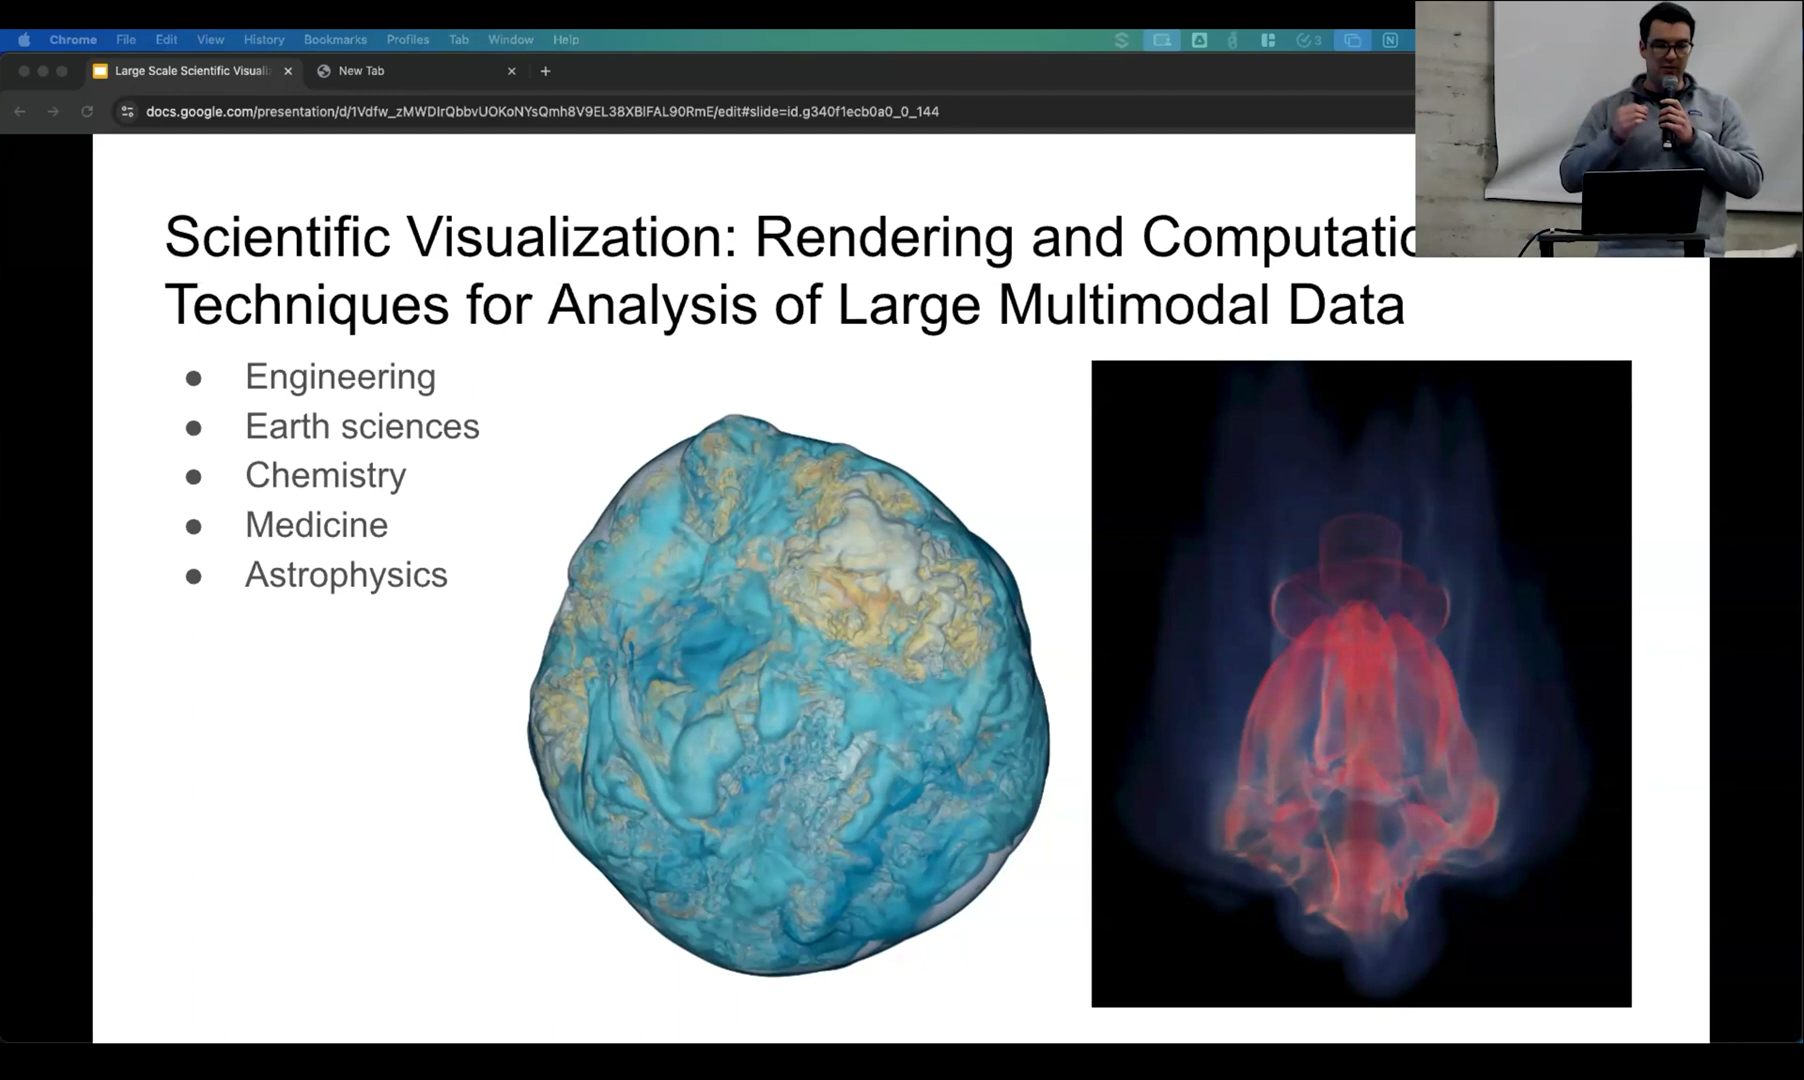 Chrome File Edit View History Bookmarks Profiles Tab Window Help 3
Large Scale Scientific Visuali
New Tab
docs.google.com/presentation/d/1Vdfw_zMWDIrQbbvUOKoNYsQmh8V9EL38XBlFAL90RmE/edit#slide=id.g340f1ecb0a0_0_144
Scientific Visualization: Rendering and Computatio
Techniques for Analysis of Large Multimodal Data
● Engineering
● Earth sciences
● Chemistry
● Medicine
● Astrophysics